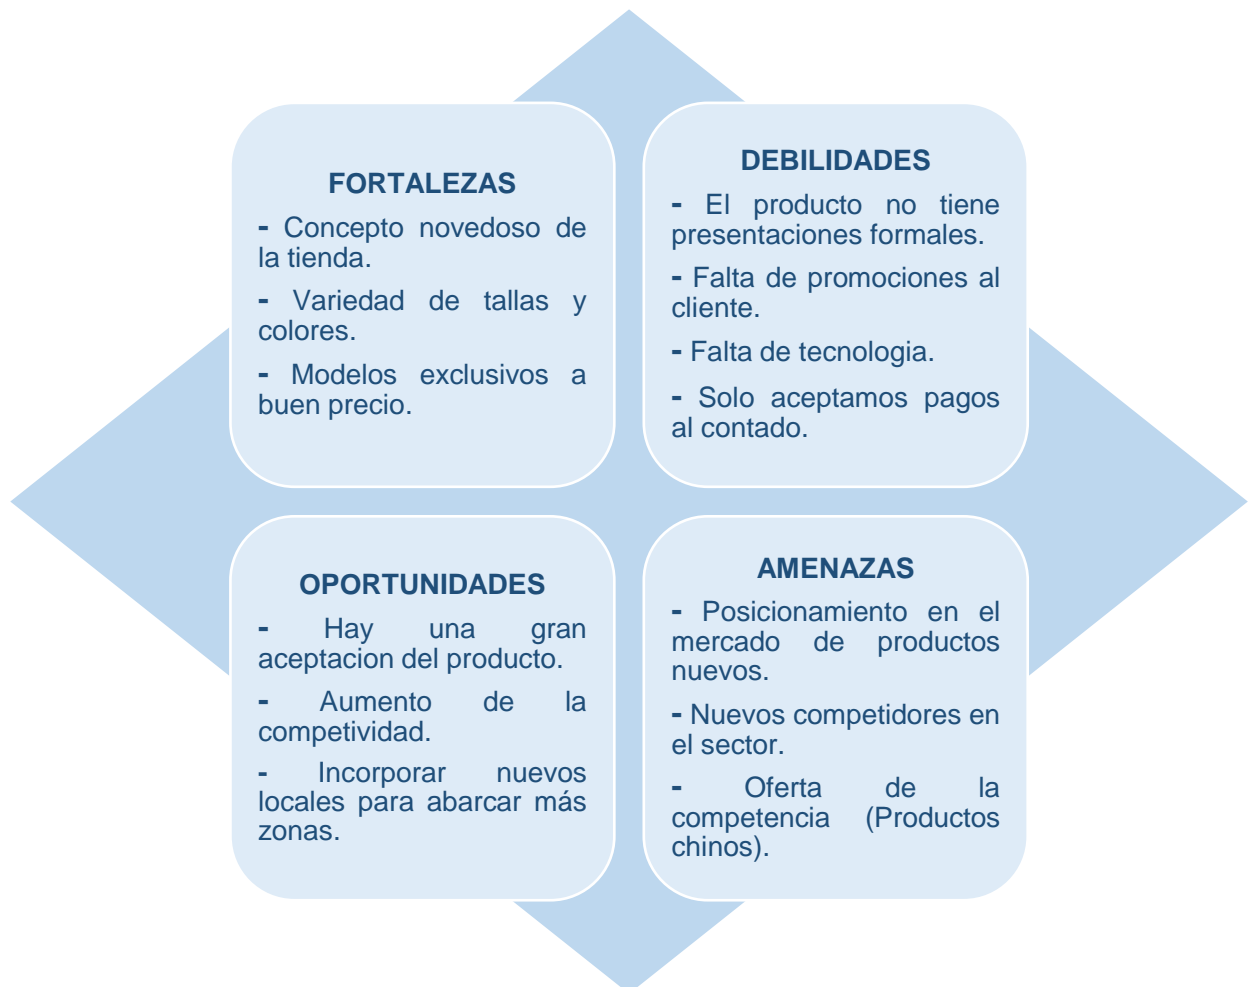 FORTALEZAS
- Concepto novedoso de
la tienda.
- Variedad de tallas y
colores.
- Modelos exclusivos a
buen precio.
DEBILIDADES
- El producto no tiene
presentaciones formales.
- Falta de promociones al
cliente.
- Falta de tecnologia.
- Solo aceptamos pagos
al contado.
OPORTUNIDADES
- Hay una gran
aceptacion del producto.
- Aumento de la
competividad.
- Incorporar nuevos
locales para abarcar más
zonas.
AMENAZAS
- Posicionamiento en el
mercado de productos
nuevos.
- Nuevos competidores en
el sector.
- Oferta de la
competencia (Productos
chinos).